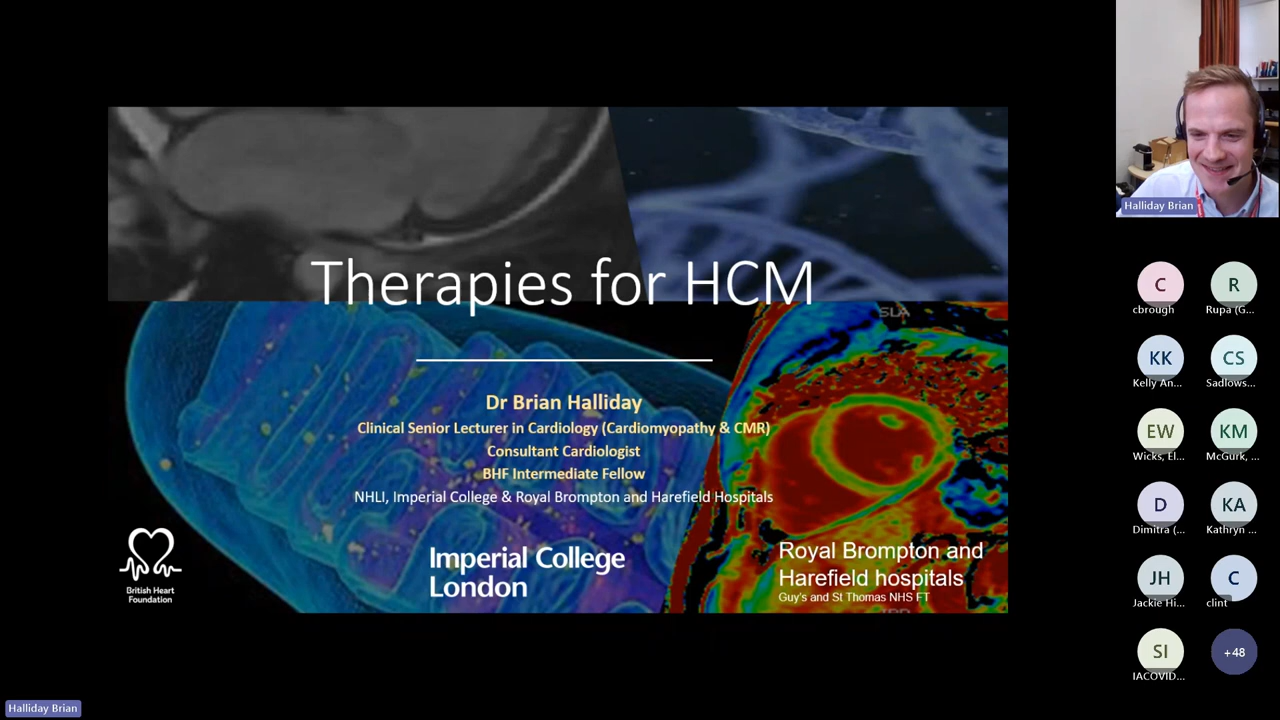 Therapies for HCM
SLA
Dr Brian Halliday
Clinical Senior Lecturer in Cardiology (Cardiomyopathy & CMR)
Consultant Cardiologist
BHF Intermediate Fellow
NHLI, Imperial College & Royal Brompton and Harefield Hospitals
British Heart
Foundation
Imperial College
London
Royal Brompton and
Harefield hospitals
Guy's and St Thomas NHS FT
Halliday Brian
C
R
cbrough
Rupa (G...
KK
CS
Kelly An...
Sadlows...
EW
KM
Wicks, El...
McGurk, ...
D
KA
Dimitra (...
Kathryn ...
JH
C
Jackie Hi...
clint
SI
+48
IACOVID...
Halliday Brian